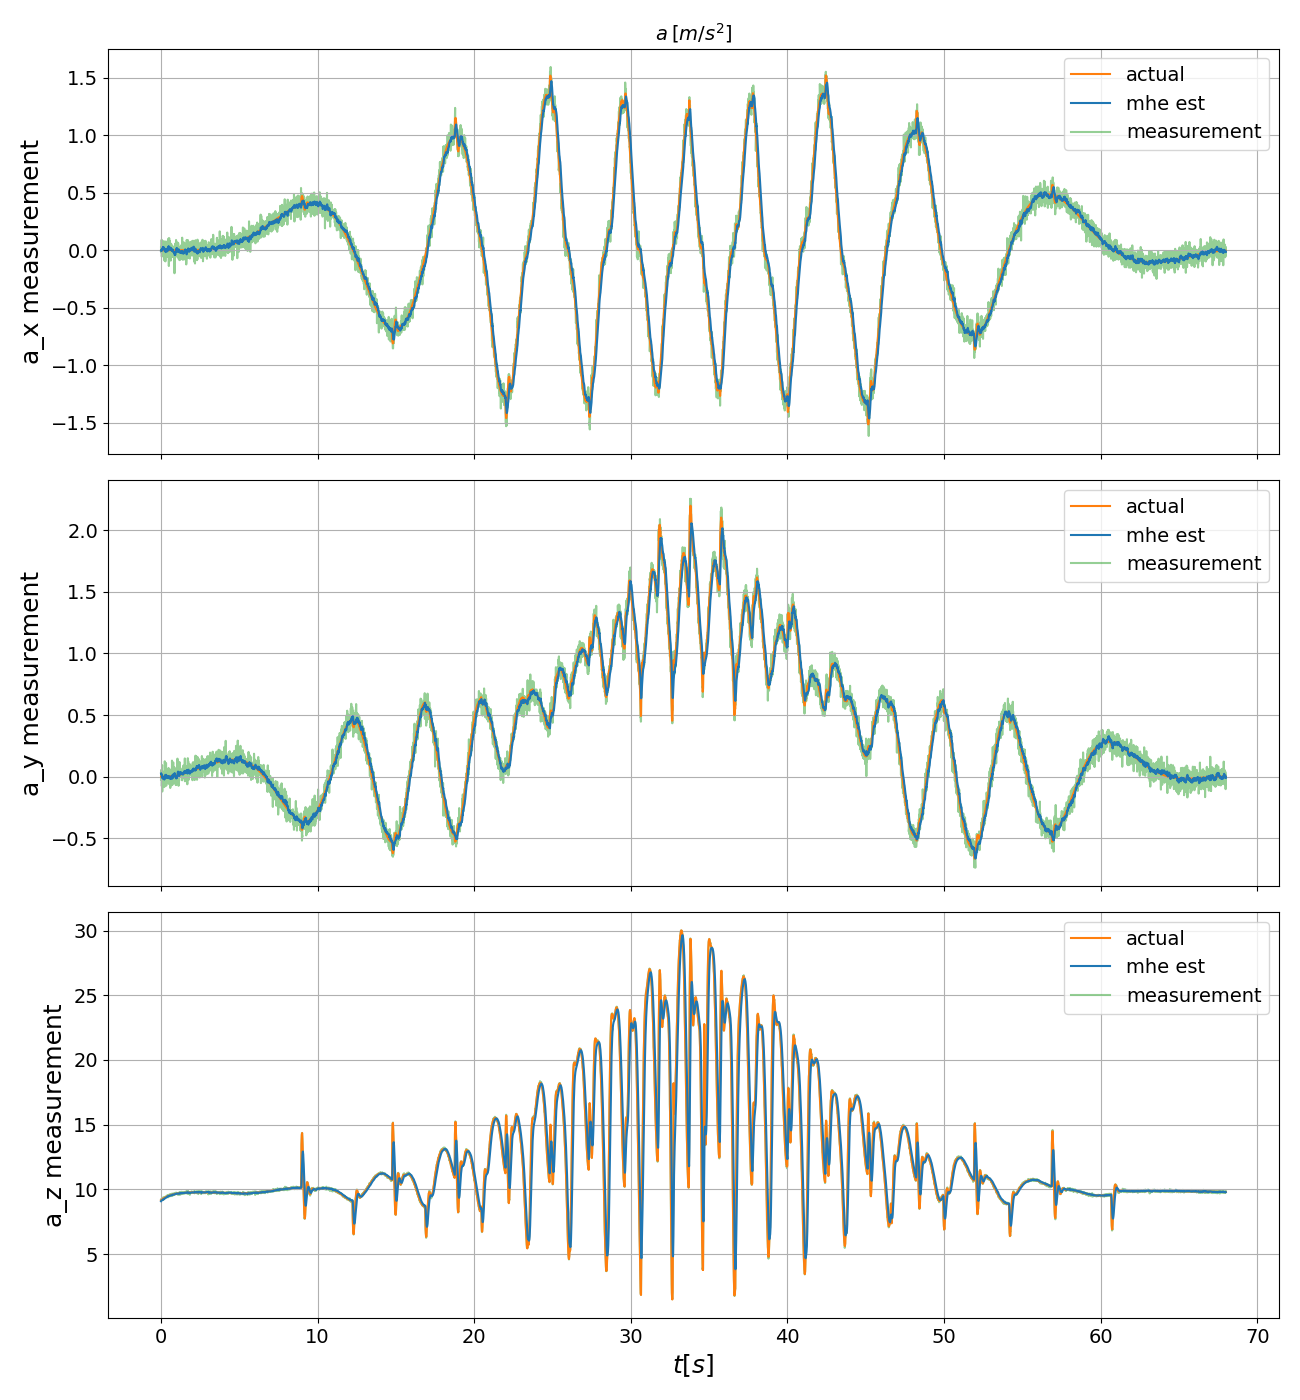 a [m/s²]
a_x measurement
1.5
1.0
0.5
0.0
−0.5
−1.0
−1.5
actual
mhe est
measurement
a_y measurement
2.0
1.5
1.0
0.5
0.0
−0.5
actual
mhe est
measurement
a_z measurement
30
25
20
15
10
5
actual
mhe est
measurement
0 10 20 30 40 50 60 70
t[s]